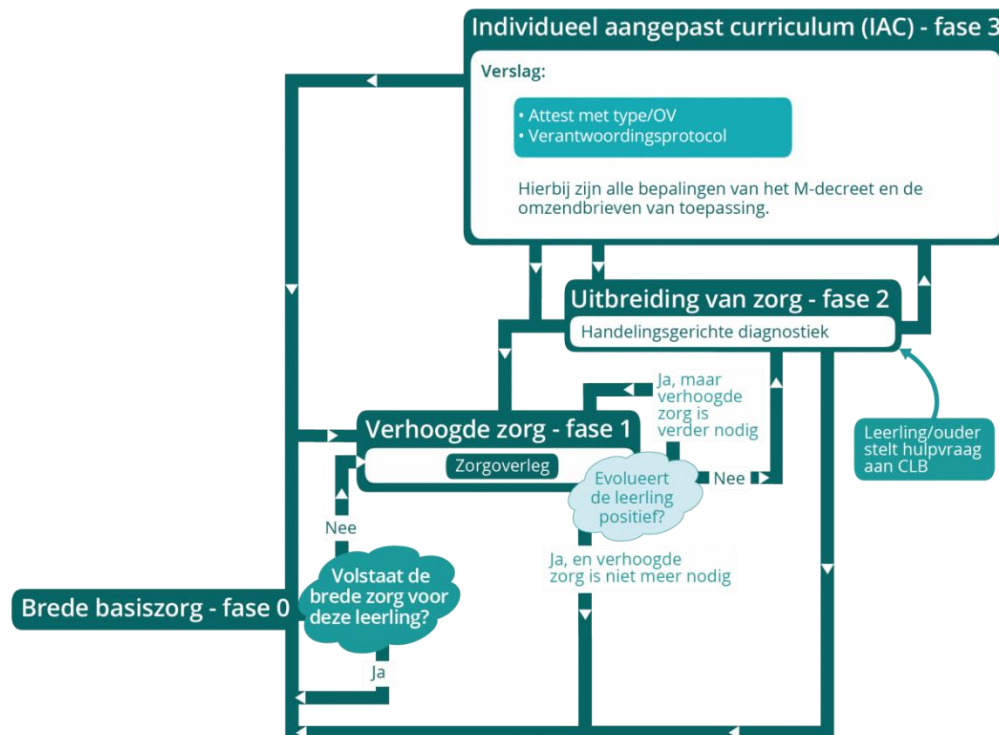 Individueel aangepast curriculum (IAC) - fase 3
Verslag:
• Attest met type/OV
• Verantwoordingsprotocol
Hierbij zijn alle bepalingen van het M-decreet en de
omzendbrieven van toepassing.
Uitbreiding van zorg - fase 2
Handelingsgerichte diagnostiek
Ja, maar
verhoogde
zorg is
verder nodig
Leerling/ouder
stelt hulpvraag
aan CLB
Verhoogde zorg - fase 1
Zorgoverleg
Evolueert
de leerling
positief?
Nee
Nee
Ja, en verhoogde
zorg is niet meer nodig
Volstaat de
brede zorg voor
deze leerling?
Brede basiszorg - fase 0
Ja